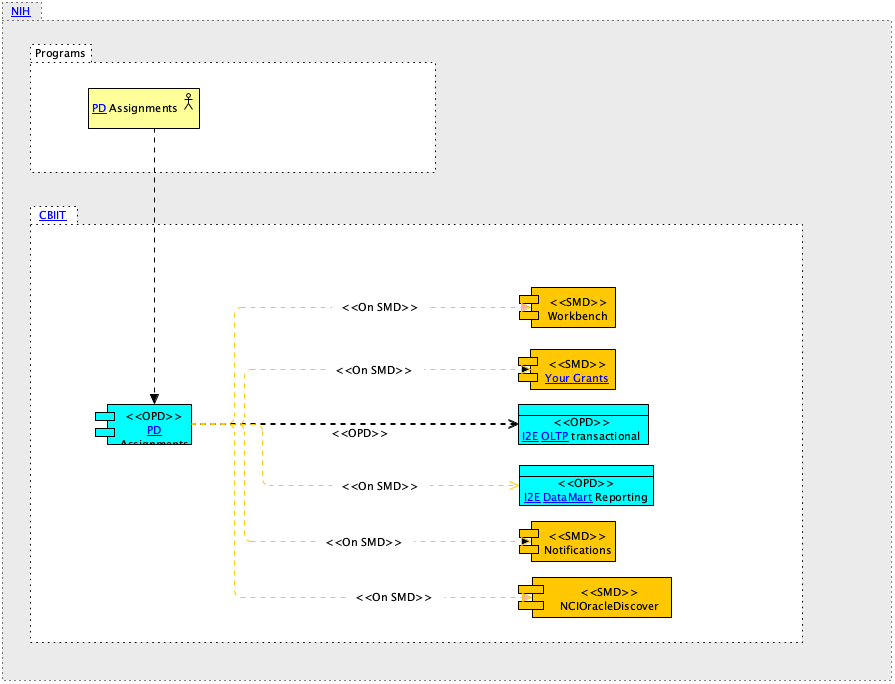 NIH
Programs
PD Assignments
CBIIT
<<On SMD>>
<<SMD>>
Workbench
<<On SMD>>
<<SMD>>
Your Grants
<<OPD>>
PD
Assignments
<<OPD>>
<<OPD>>
I2E OLTP transactional
<<On SMD>>
<<OPD>>
I2E DataMart Reporting
<<On SMD>>
<<SMD>>
Notifications
<<On SMD>>
<<SMD>>
NCIOracleDiscover